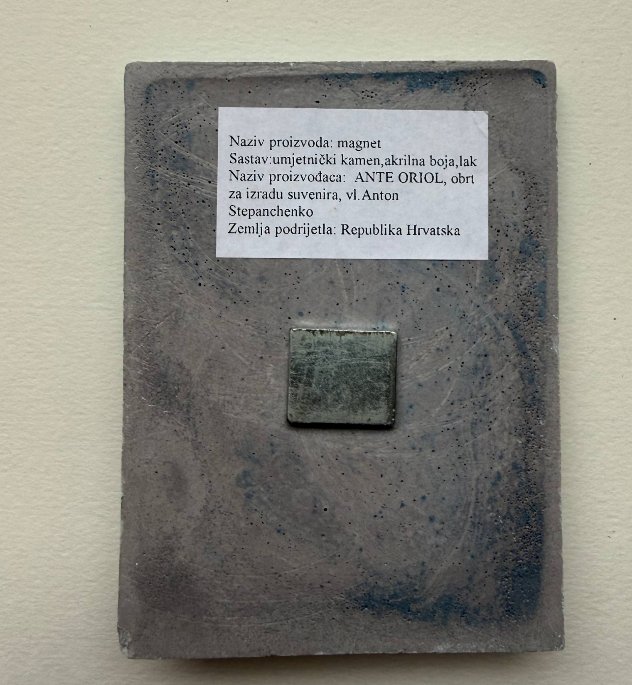 Naziv proizvoda: magnet
Sastav:umjetnički kamen,akrilna boja,lak
Naziv proizvođaca: ANTE ORIOL, obrt
za izradu suvenira, vl.Anton
Stepanchenko
Zemlja podrijetla: Republika Hrvatska